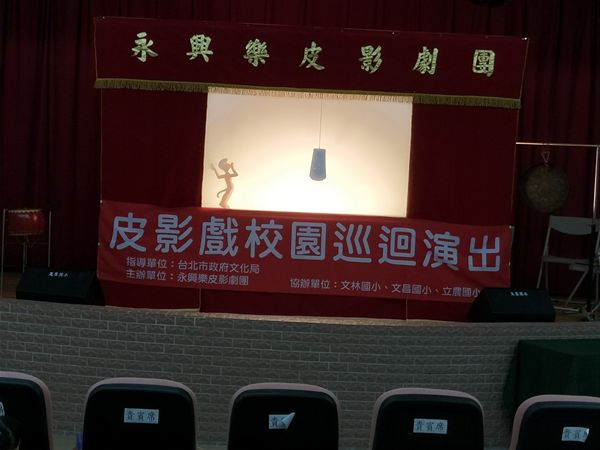 永興樂皮影劇團
皮影戲校園巡迴演出
指導單位：台北市政府文化局
主辦單位：永興樂皮影劇團
協辦單位：文林國小、文昌國小、立農國小
貴賓席
貴賓席
貴賓席